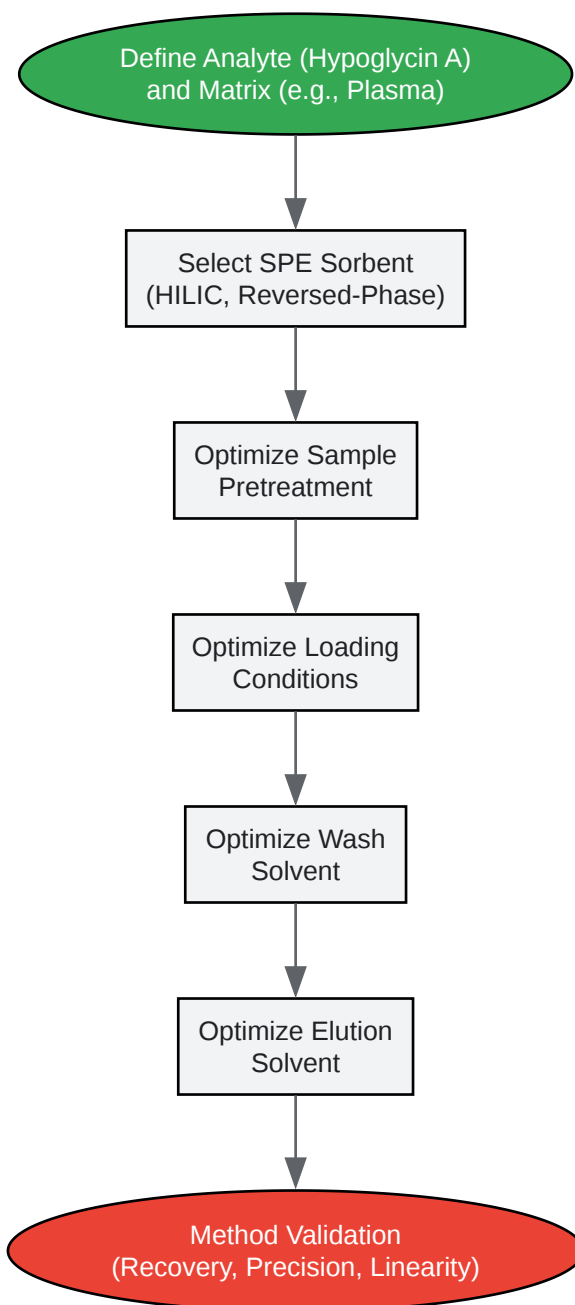 Define Analyte (Hypoglycin A)
and Matrix (e.g., Plasma)
Select SPE Sorbent
(HILIC, Reversed-Phase)
Optimize Sample
Pretreatment
Optimize Loading
Conditions
Optimize Wash
Solvent
Optimize Elution
Solvent
Method Validation
(Recovery, Precision, Linearity)